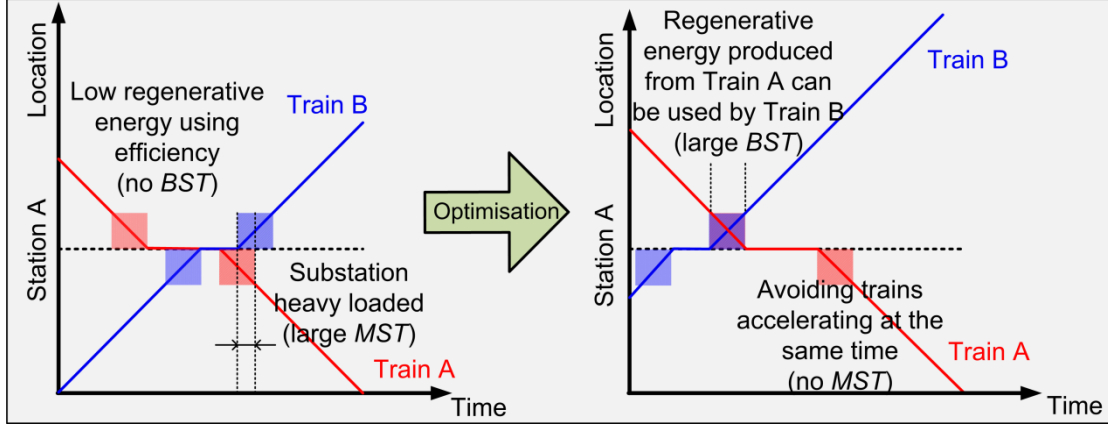 Location
Station A
Low regenerative
energy using
efficiency
(no BST)
Train B
Substation
heavy loaded
(large MST)
Train A
Time
Optimisation
Location
Station A
Regenerative
energy produced
from Train A can
be used by Train B
(large BST)
Train B
Avoiding trains
accelerating at the
same time
(no MST)
Train A
Time